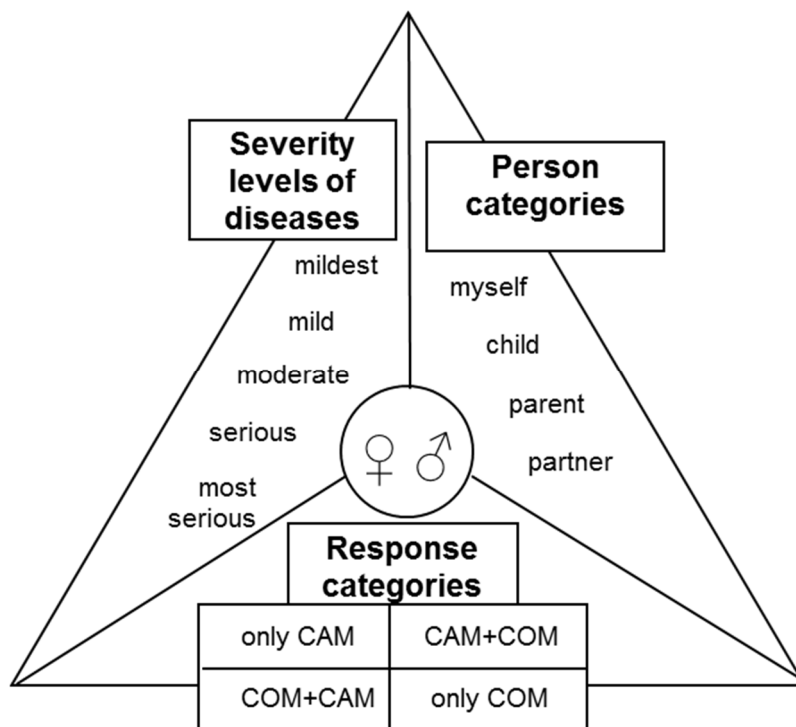 Severity
levels of
diseases
mildest
mild
moderate
serious
most
serious
Person
categories
myself
child
parent
partner
♀ ♂
Response
categories
only CAM
CAM+COM
COM+CAM
only COM